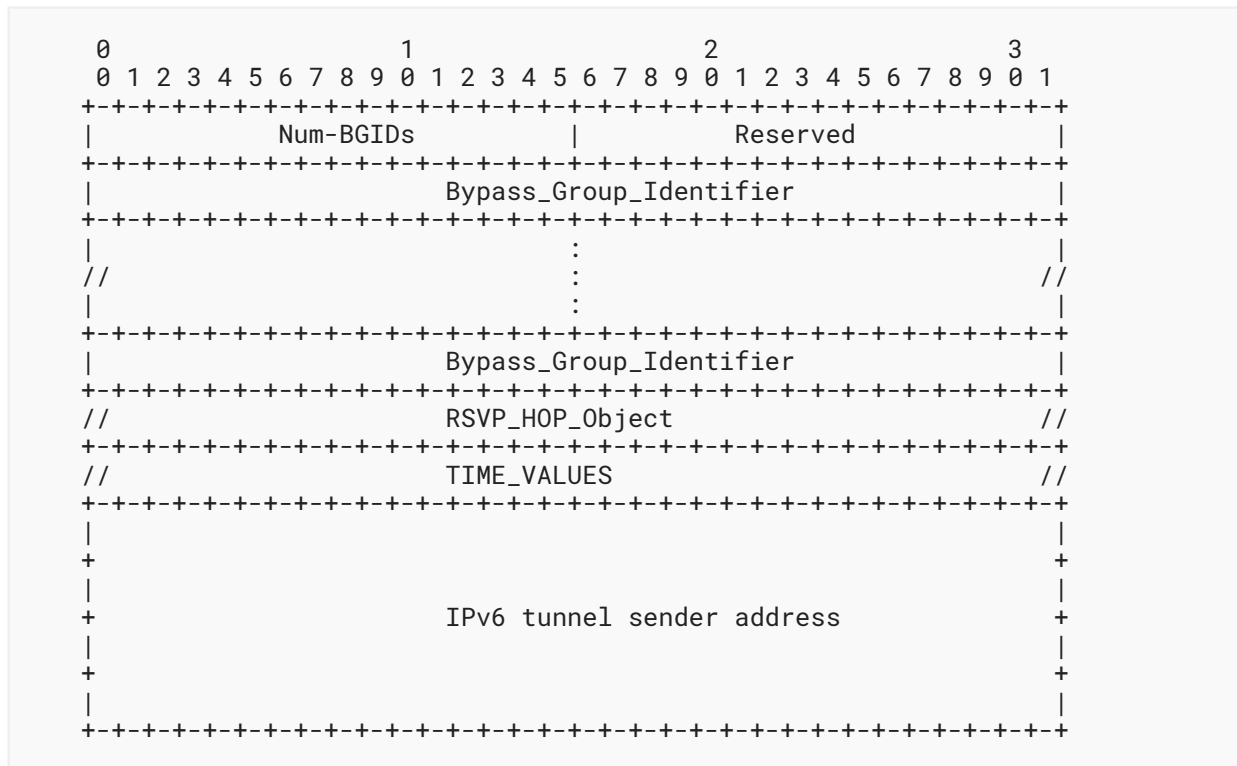 0                   1                   2                   3
 0 1 2 3 4 5 6 7 8 9 0 1 2 3 4 5 6 7 8 9 0 1 2 3 4 5 6 7 8 9 0 1
+-+-+-+-+-+-+-+-+-+-+-+-+-+-+-+-+-+-+-+-+-+-+-+-+-+-+-+-+-+-+-+-+
|            Num-BGIDs          |          Reserved             |
+-+-+-+-+-+-+-+-+-+-+-+-+-+-+-+-+-+-+-+-+-+-+-+-+-+-+-+-+-+-+-+-+
|                       Bypass_Group_Identifier                 |
+-+-+-+-+-+-+-+-+-+-+-+-+-+-+-+-+-+-+-+-+-+-+-+-+-+-+-+-+-+-+-+-+
|                               :                               |
//                              :                              //
|                               :                               |
+-+-+-+-+-+-+-+-+-+-+-+-+-+-+-+-+-+-+-+-+-+-+-+-+-+-+-+-+-+-+-+-+
|                       Bypass_Group_Identifier                 |
+-+-+-+-+-+-+-+-+-+-+-+-+-+-+-+-+-+-+-+-+-+-+-+-+-+-+-+-+-+-+-+-+
//                      RSVP_HOP_Object                        //
+-+-+-+-+-+-+-+-+-+-+-+-+-+-+-+-+-+-+-+-+-+-+-+-+-+-+-+-+-+-+-+-+
//                      TIME_VALUES                            //
+-+-+-+-+-+-+-+-+-+-+-+-+-+-+-+-+-+-+-+-+-+-+-+-+-+-+-+-+-+-+-+-+
|                                                               |
+                                                               +
|                                                               |
+                       IPv6 tunnel sender address              +
|                                                               |
+                                                               +
|                                                               |
+-+-+-+-+-+-+-+-+-+-+-+-+-+-+-+-+-+-+-+-+-+-+-+-+-+-+-+-+-+-+-+-+